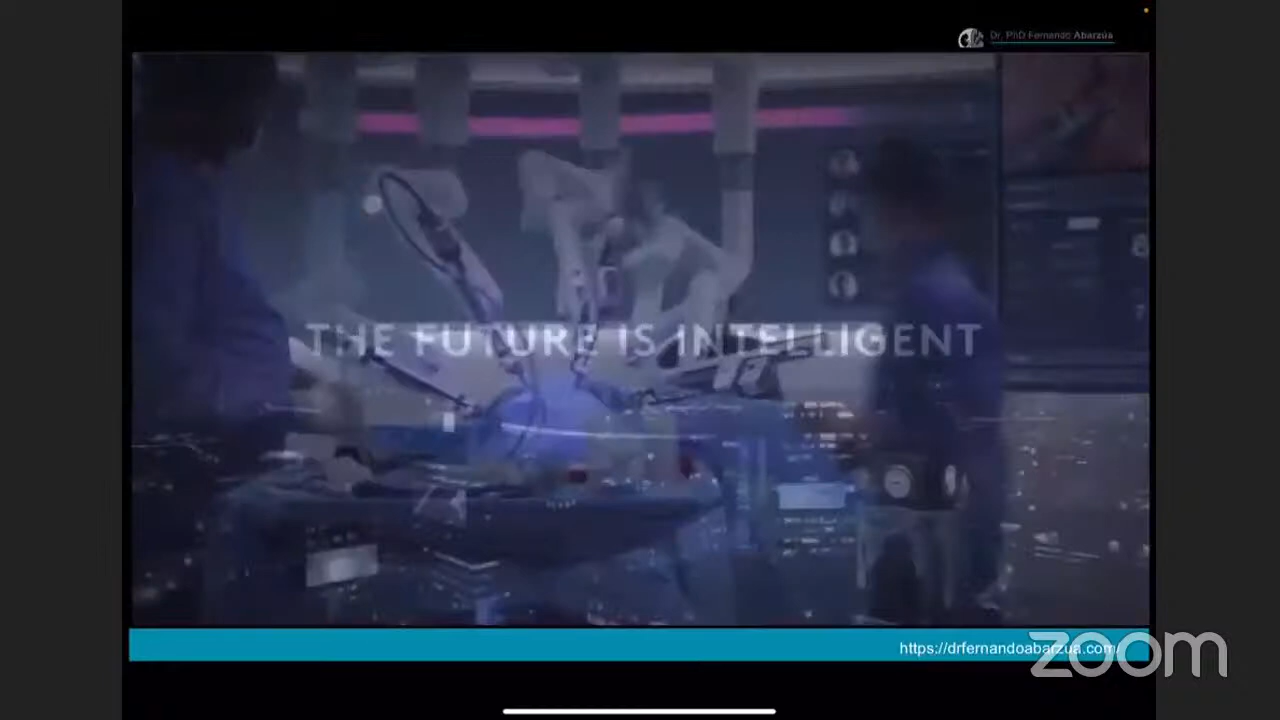 Dr. PhD Fernando Abarzúa
THE FUTURE IS INTELLIGENT
https://drfernandoabarzua.com/
zoom